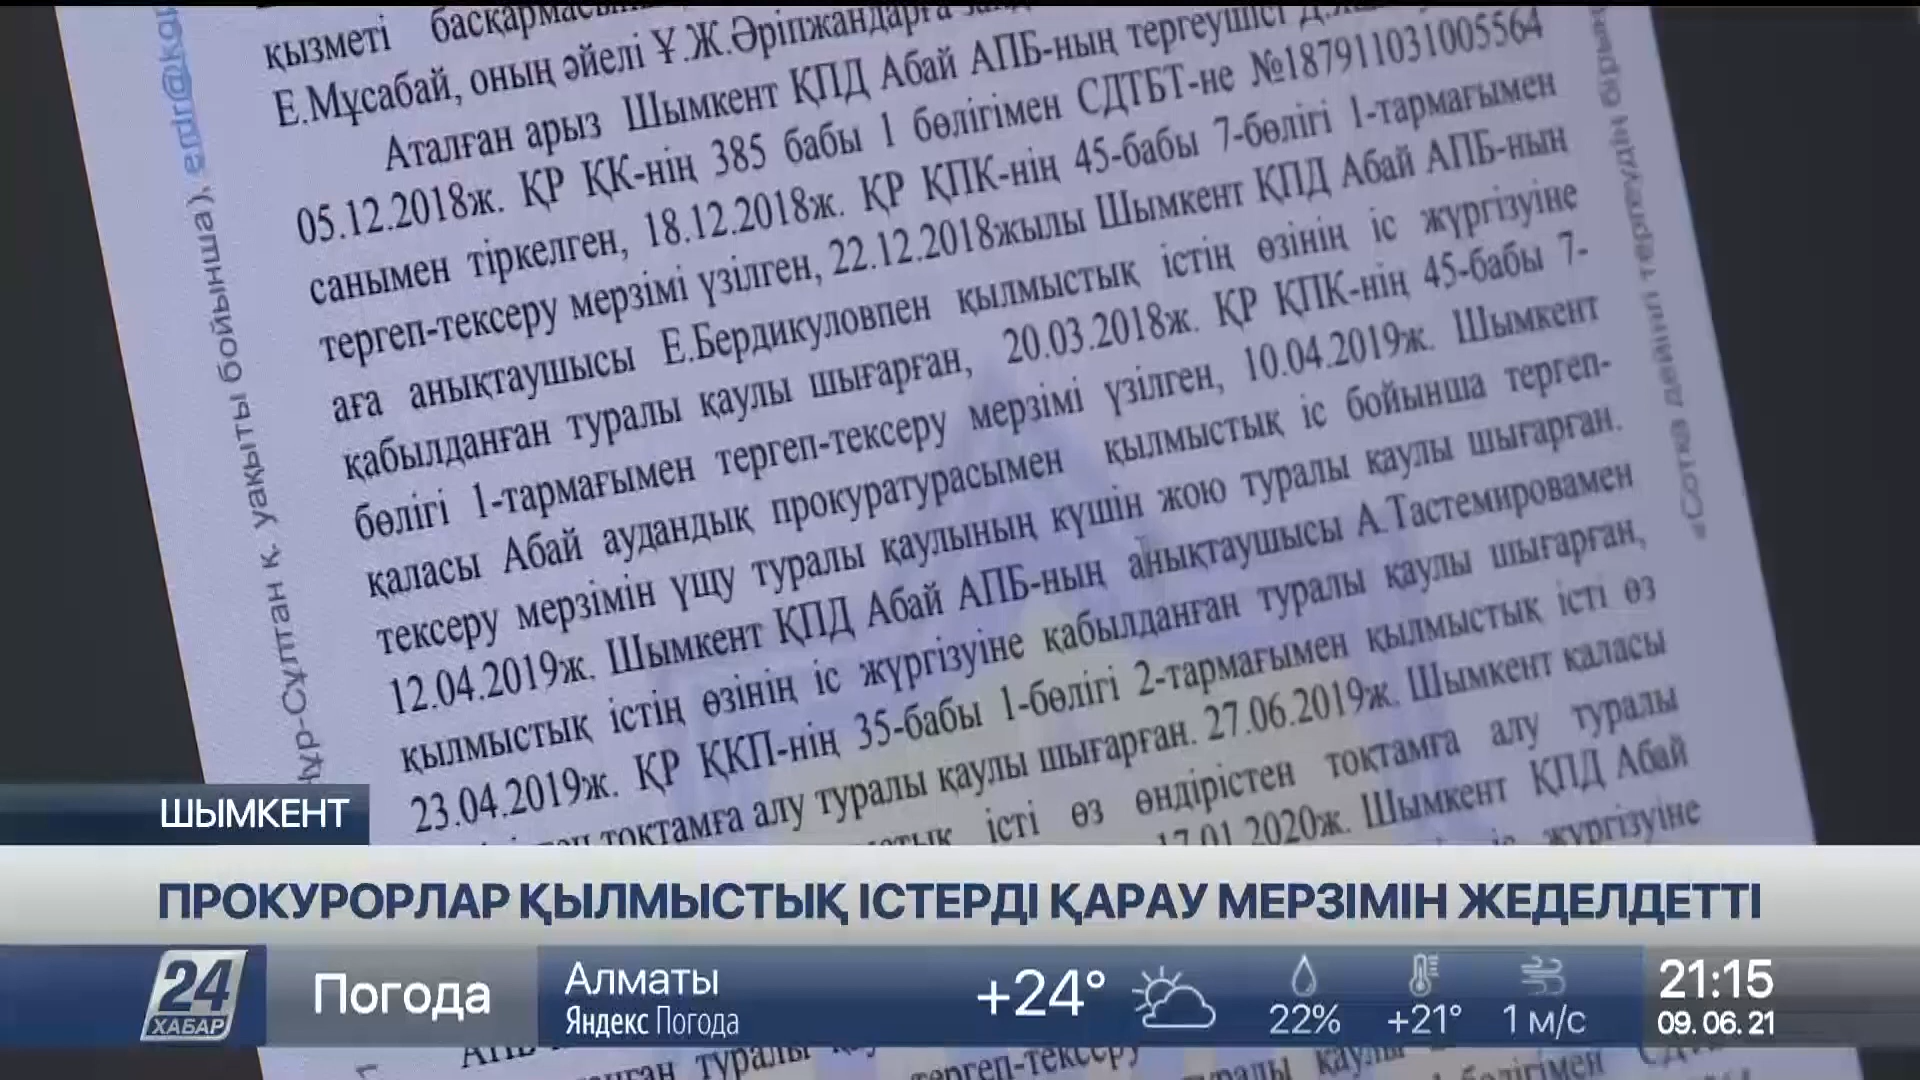 қызметі
Е.Мұсабай, оның әйелі Ұ.Ж.Әріпжандарға
Аталған арыз Шымкент ҚПД Абай АПБ-ның тергеушісі
05.12.2018ж. ҚР ҚК-нің 385 бабы 1 бөлігімен СДТБТ-не №187911031005564
санымен тіркелген, 18.12.2018ж. ҚР ҚПК-нің 45-бабы 7-бөлігі 1-тармағымен
тергеп-тексеру мерзімі үзілген, 22.12.2018жылы Шымкент ҚПД Абай АПБ-ның
аға анықтаушысы Е.Бердикуловпен қылмыстық істің өзінің іс жүргізуіне
қабылданған туралы қаулы шығарған, 20.03.2018ж. ҚР ҚПК-нің 45-бабы 7-
бөлігі 1-тармағымен тергеп-тексеру мерзімі үзілген, 10.04.2019ж. Шымкент
қаласы Абай аудандық прокуратурасымен қылмыстық іс бойынша тергеп-
тексеру мерзімін үщу туралы қаулының күшін жою туралы қаулы шығарған.
12.04.2019ж. Шымкент ҚПД Абай АПБ-ның анықтаушысы А.Тастемировамен
қылмыстық істің өзінің іс жүргізуіне қабылданған туралы қаулы шығарған,
23.04.2019ж. ҚР ҚКП-нің 35-бабы 1-бөлігі 2-тармағымен қылмыстық істі өз
тоқтамға алу туралы қаулы шығарған. 27.06.2019ж. Шымкент қаласы
істі өз өндірістен тоқтамға алу туралы
17.01.2020ж. Шымкент ҚПД Абай
жүргізуіне
уақыты бойынша),
ШЫМКЕНТ
ПРОКУРОРЛАР ҚЫЛМЫСТЫҚ ІСТЕРДІ ҚАРАУ МЕРЗІМІН ЖЕДЕЛДЕТТІ
24
ХАБАР
Погода
Алматы
Яндекс Погода
+24°
22%
+21°
1 м/с
21:15
09. 06. 21
туралы
тергеп-тексеру
қаулы